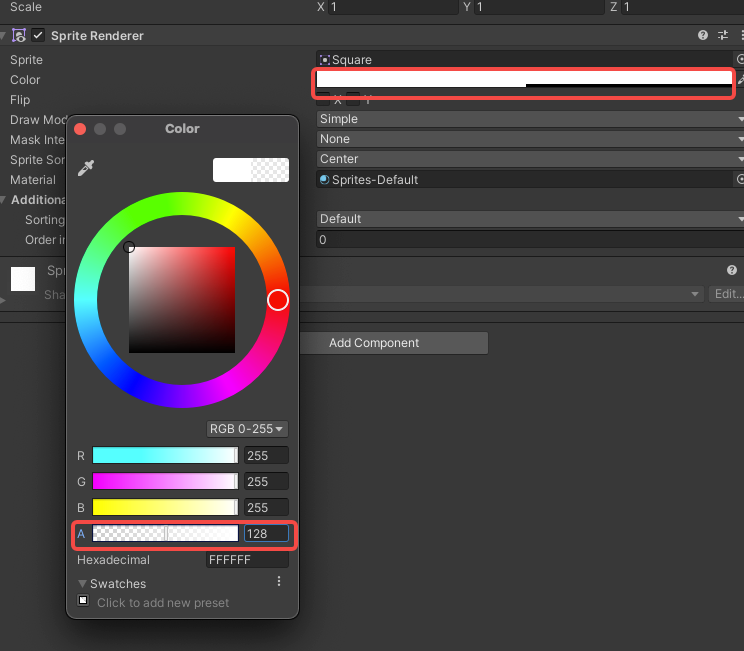 Scale X 1 Y 1 Z 1
Sprite Renderer
Sprite Square
Color
Flip X Y
Draw Mod Simple
Mask Inte None
Sprite Sor Center
Material Sprites-Default
Additiona
Sorting Default
Order in 0
Spri
Sha Edit...
Add Component
Color
RGB 0-255
R 255
G 255
B 255
A 128
Hexadecimal FFFFFF
Swatches
Click to add new preset